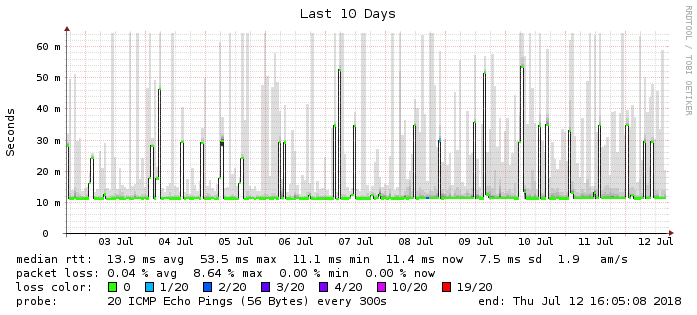 Last 10 Days
RRDTOOL / TOBI OETIKER
Seconds
60 m
50 m
40 m
30 m
20 m
10 m
0
03 Jul 04 Jul 05 Jul 06 Jul 07 Jul 08 Jul 09 Jul 10 Jul 11 Jul 12 Jul
median rtt: 13.9 ms avg 53.5 ms max 11.1 ms min 11.4 ms now 7.5 ms sd 1.9 am/s
packet loss: 0.04 % avg 8.64 % max 0.00 % min 0.00 % now
loss color: 0 1/20 2/20 3/20 4/20 10/20 19/20
probe: 20 ICMP Echo Pings (56 Bytes) every 300s end: Thu Jul 12 16:05:08 2018